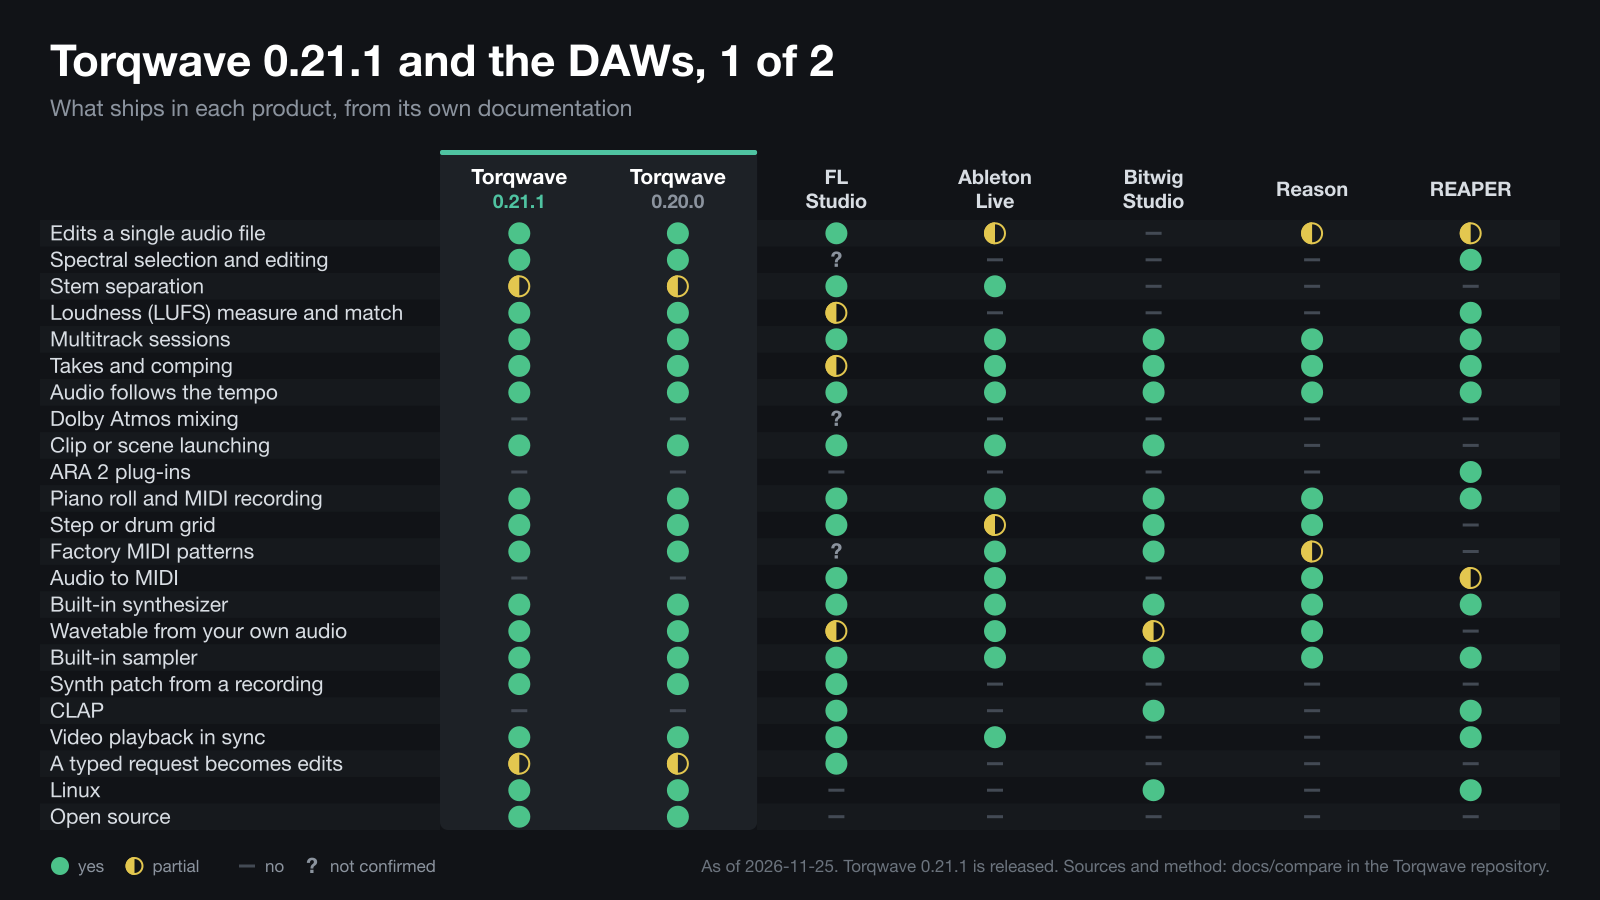 Torqwave 0.21.1 and the DAWs, 1 of 2
What ships in each product, from its own documentation
Torqwave 0.21.1
Torqwave 0.20.0
FL Studio
Ableton Live
Bitwig Studio
Reason
REAPER
Edits a single audio file
Spectral selection and editing ?
Stem separation
Loudness (LUFS) measure and match
Multitrack sessions
Takes and comping
Audio follows the tempo
Dolby Atmos mixing ?
Clip or scene launching
ARA 2 plug-ins
Piano roll and MIDI recording
Step or drum grid
Factory MIDI patterns ?
Audio to MIDI
Built-in synthesizer
Wavetable from your own audio
Built-in sampler
Synth patch from a recording
CLAP
Video playback in sync
A typed request becomes edits
Linux
Open source
yes partial — no ? not confirmed
As of 2026-11-25. Torqwave 0.21.1 is released. Sources and method: docs/compare in the Torqwave repository.